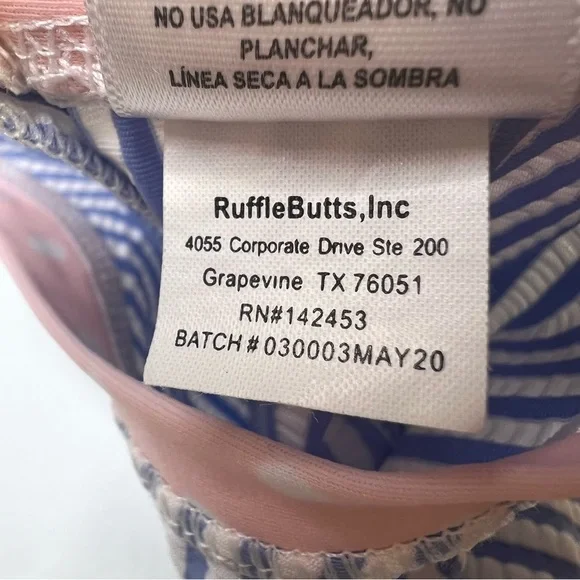 NO USA BLANQUEADOR, NO
PLANCHAR,
LÍNEA SECA A LA SOMBRA
RuffleButts,Inc
4055 Corporate Drive Ste 200
Grapevine TX 76051
RN#142453
BATCH # 030003MAY20